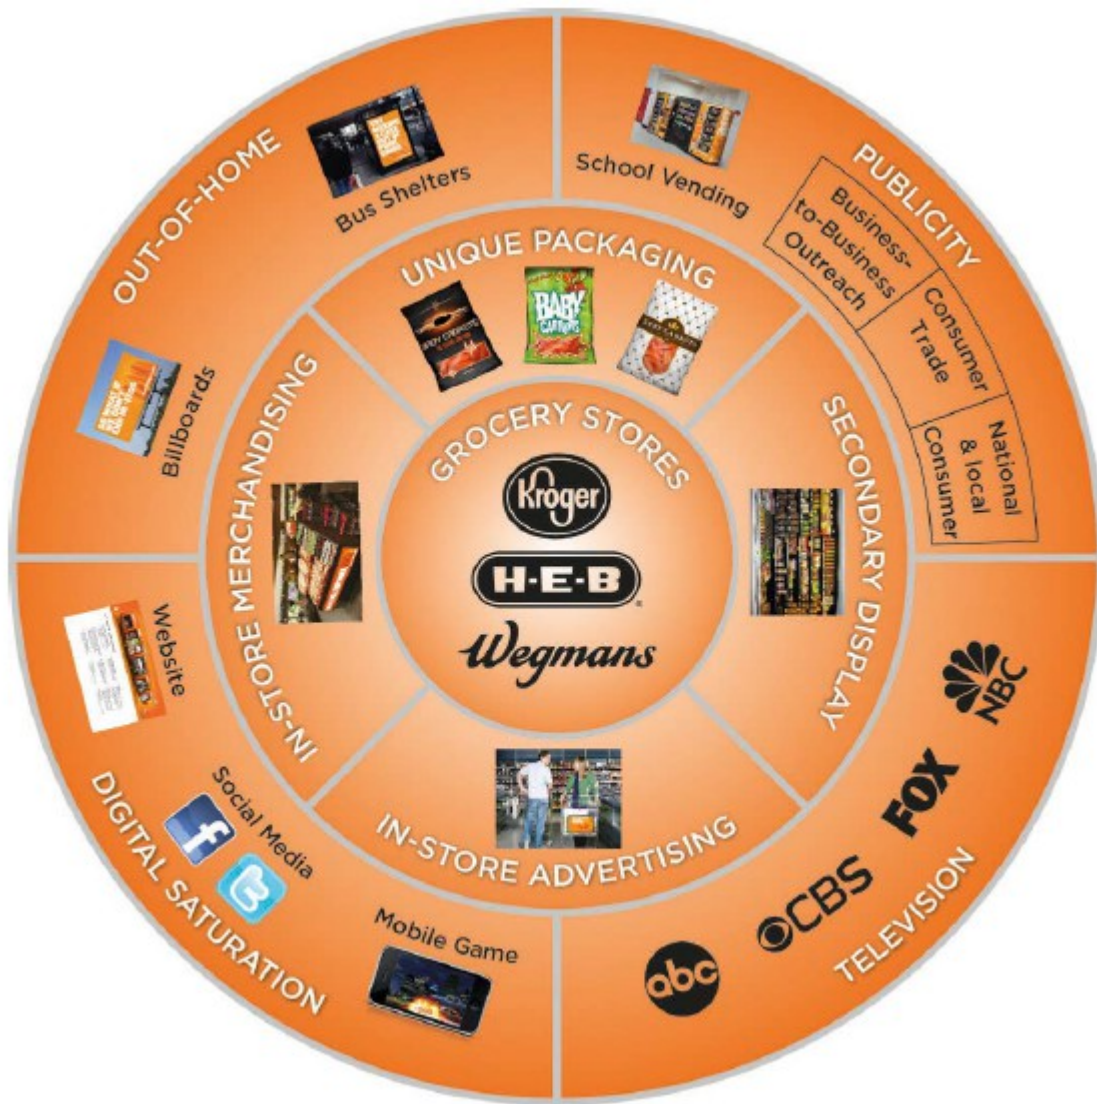 OUT-OF-HOME
Bus Shelters
Billboards
PUBLICITY
School Vending
Business-
to-Business
Outreach
Consumer
Trade
National
& local
Consumer
UNIQUE PACKAGING
BABY
CARROTS
IN-STORE MERCHANDISING
SECONDARY DISPLAY
IN-STORE ADVERTISING
GROCERY STORES
Kroger
H-E-B
Wegmans
DIGITAL SATURATION
Website
Social Media
f
t
Mobile Game
TELEVISION
NBC
FOX
CBS
abc